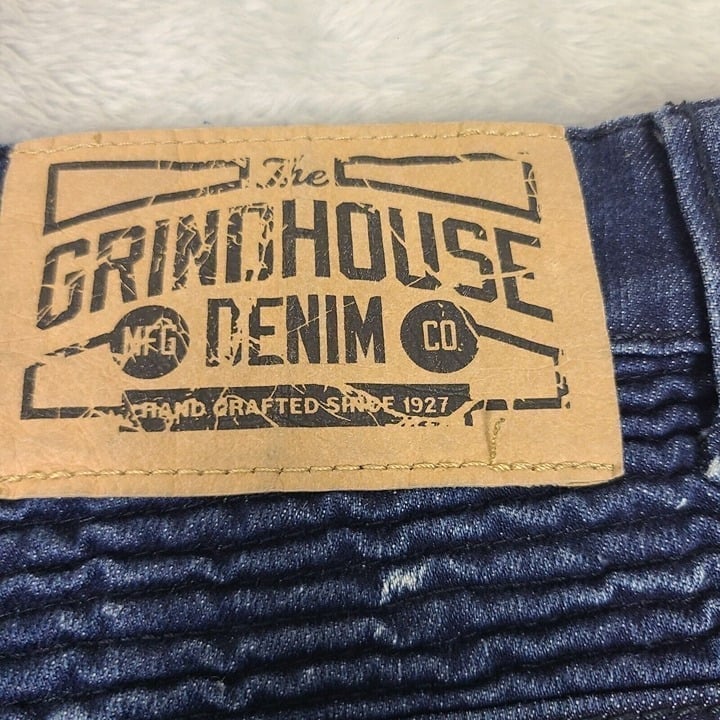 The
GRINDHOUSE
MFG DENIM CO.
HAND CRAFTED SINCE 1927